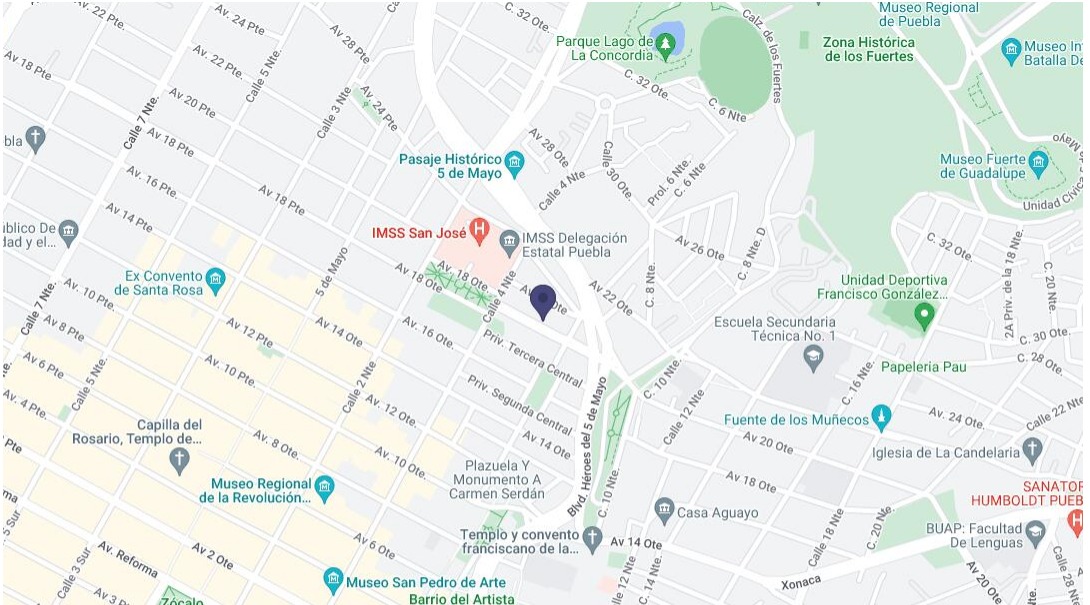 Av. 22 Pte.
Av. 24 Pte.
C. 32 Ote.
Museo Regional
de Puebla
Av 28 Pte
Parque Lago de
La Concordia
Calz. de los Fuertes
Zona Histórica
de los Fuertes
Museo In
Batalla De
Av 18 Pte
Av. 22 Pte.
Calle 5 Nte.
C. 32 Ote.
Av 20 Pte
Calle 3 Nte
Av. 24 Pte
C. 6 Nte
Calle 7 Nte.
bla
Av 18 Pte
Av 28 Ote
Calle 30 Ote.
Mayo
Pasaje Histórico
5 de Mayo
Museo Fuerte
de Guadalupe
Prol. 6 Nte.
C. 6 Nte
Av. 16 Pte.
Av 18 Pte
Calle 4 Nte
Unidad Cívica 5
Av 14 Pte
úblico De
dad y el...
IMSS San José
IMSS Delegación
Estatal Puebla
Av 26 Ote
C. 6 Nte. D
C. 32 Ote.
2A Priv. de la 18 Nte.
C. 20 Nte.
5 de Mayo
Ex Convento
de Santa Rosa
Av 18 Ote
Av. 18 Ote
Calle 4 Nte
C. 8 Nte.
Unidad Deportiva
Francisco González...
Av. 10 Pte.
Calle 7 Nte.
Av 22 Ote
Av 8 Pte
Av. 12 Pte
Av. 14 Ote
Av. 16 Ote.
Priv. Tercera Central
Escuela Secundaria
Técnica No. 1
C. 30 Ote.
C. 28 Ote.
Av 6 Pte
Calle 5 Nte.
Av. 10 Pte.
Calle 2 Nte
Priv. Segunda Central
Blvd. Héroes del 5 de Mayo
C. 10 Nte.
C. 16 Nte.
Papeleria Pau
Av. 4 Pte.
Av. 12 Ote
Calle 12 Nte
Fuente de los Muñecos
Av. 24 Ote
Calle 22 Nte
Capilla del
Rosario, Templo de...
Av. 8 Ote.
Av 14 Ote
Av 20 Ote
Iglesia de La Candelaria
Pte
Av. 10 Ote.
Plazuela Y
Monumento A
Carmen Serdán
Av 18 Ote
Museo Regional
de la Revolución...
C. 10 Nte.
SANATOR
HUMBOLDT PUEB
Casa Aguayo
5 Sur
Calle 3 Sur
Av. Reforma
Av 2 Ote
Av 6 Ote
Templo y convento
franciscano de la...
Av 14 Ote
Calle 18 Nte
C. 20 Nte.
BUAP: Facultad
De Lenguas
Calle 28 Nte.
Av 3 P
Zócalo
Museo San Pedro de Arte
Barrio del Artista
C. 14 Nte.
Xonaca
Av 20 Ote